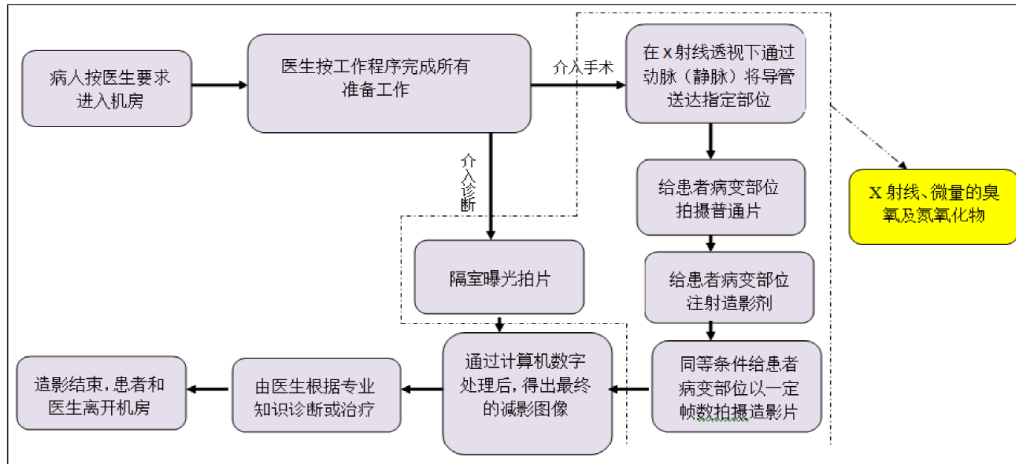 病人按医生要求
进入机房
医生按工作程序完成所有
准备工作
介入手术
在X射线透视下通过
动脉（静脉）将导管
送达指定部位
介入诊断
给患者病变部位
拍摄普通片
X 射线、微量的臭
氧及氮氧化物
隔室曝光拍片
给患者病变部位
注射造影剂
同等条件给患者
病变部位以一定
帧数拍摄造影片
通过计算机数字
处理后，得出最终
的减影图像
由医生根据专业
知识诊断或治疗
造影结束，患者和
医生离开机房